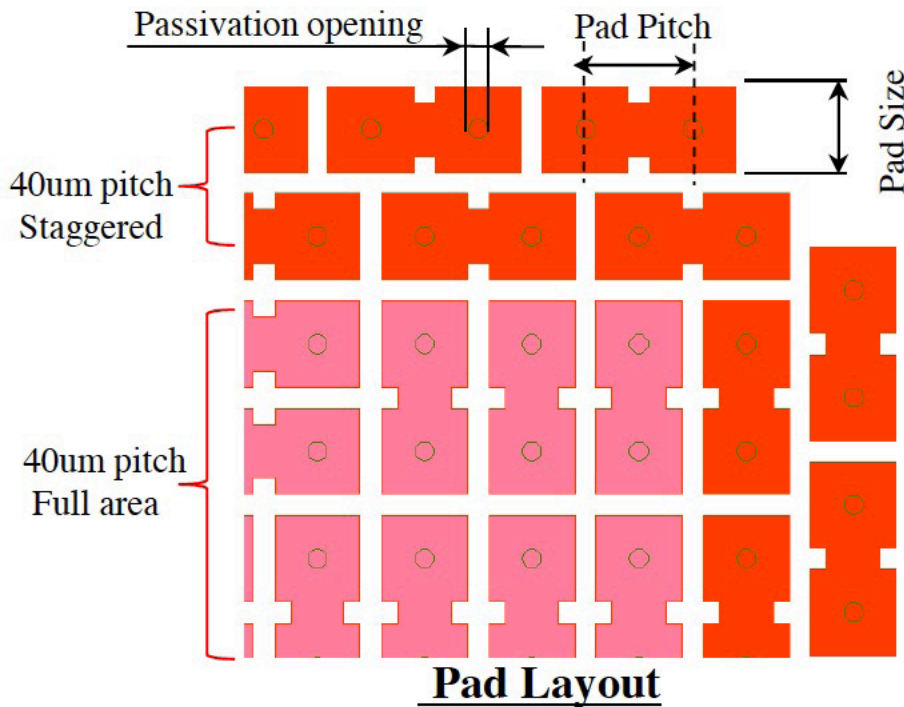 Passivation opening
Pad Pitch
Pad Size
40um pitch
Staggered
40um pitch
Full area
Pad Layout